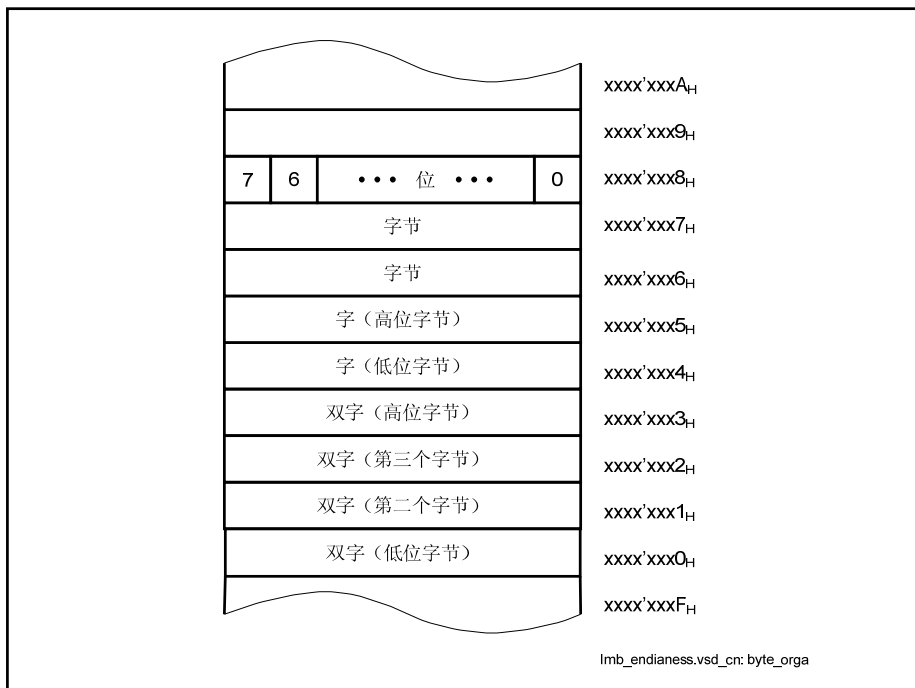 xxxx'xxxAH
xxxx'xxx9H
7 6 ••• 位 ••• 0 xxxx'xxx8H
字节 xxxx'xxx7H
字节 xxxx'xxx6H
字（高位字节） xxxx'xxx5H
字（低位字节） xxxx'xxx4H
双字（高位字节） xxxx'xxx3H
双字（第三个字节） xxxx'xxx2H
双字（第二个字节） xxxx'xxx1H
双字（低位字节） xxxx'xxx0H
xxxx'xxxFH
lmb_endianess.vsd_cn: byte_orga